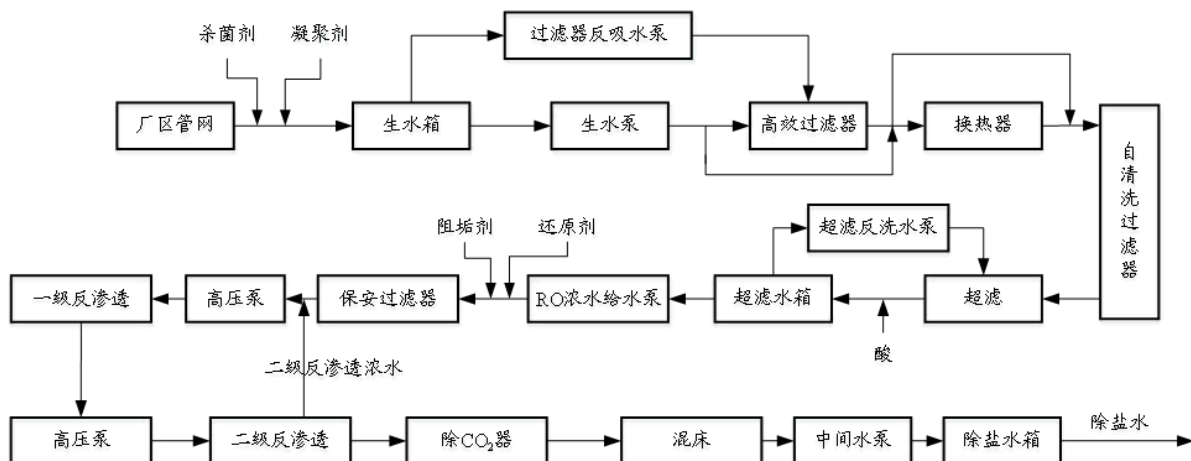 杀菌剂
凝聚剂
过滤器反吸水泵
厂区管网
生水箱
生水泵
高效过滤器
换热器
自清洗过滤器
阻垢剂
还原剂
超滤反洗水泵
一级反渗透
高压泵
保安过滤器
RO浓水给水泵
超滤水箱
超滤
酸
二级反渗透浓水
高压泵
二级反渗透
除CO₂器
混床
中间水泵
除盐水箱
除盐水